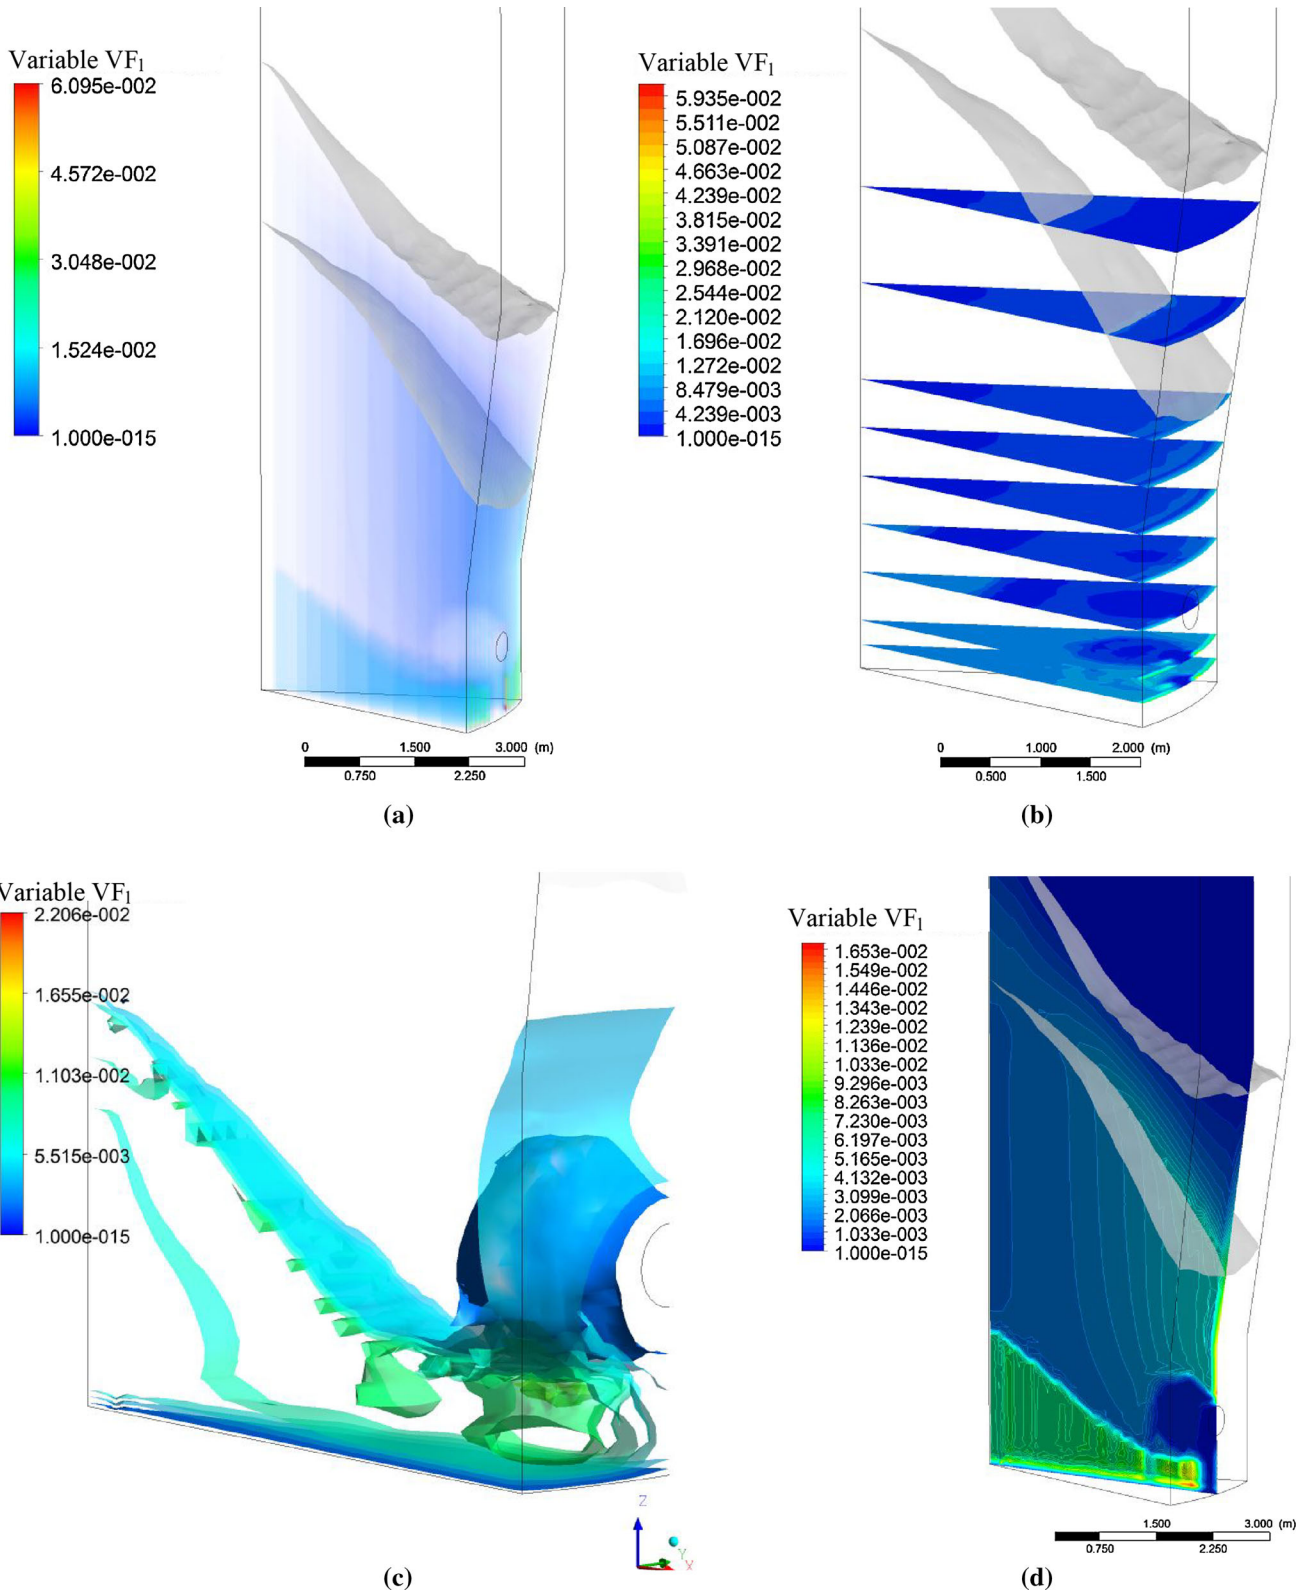 Variable VF1
6.095e-002
4.572e-002
3.048e-002
1.524e-002
1.000e-015
0 1.500 3.000 (m)
0.750 2.250
(a)
Variable VF1
5.935e-002
5.511e-002
5.087e-002
4.663e-002
4.239e-002
3.815e-002
3.391e-002
2.968e-002
2.544e-002
2.120e-002
1.696e-002
1.272e-002
8.479e-003
4.239e-003
1.000e-015
0 1.000 2.000 (m)
0.500 1.500
(b)
Variable VF1
2.206e-002
1.655e-002
1.103e-002
5.515e-003
1.000e-015
Z
Y
X
(c)
Variable VF1
1.653e-002
1.549e-002
1.446e-002
1.343e-002
1.239e-002
1.136e-002
1.033e-002
9.296e-003
8.263e-003
7.230e-003
6.197e-003
5.165e-003
4.132e-003
3.099e-003
2.066e-003
1.033e-003
1.000e-015
1.500 3.000 (m)
0.750 2.250
(d)